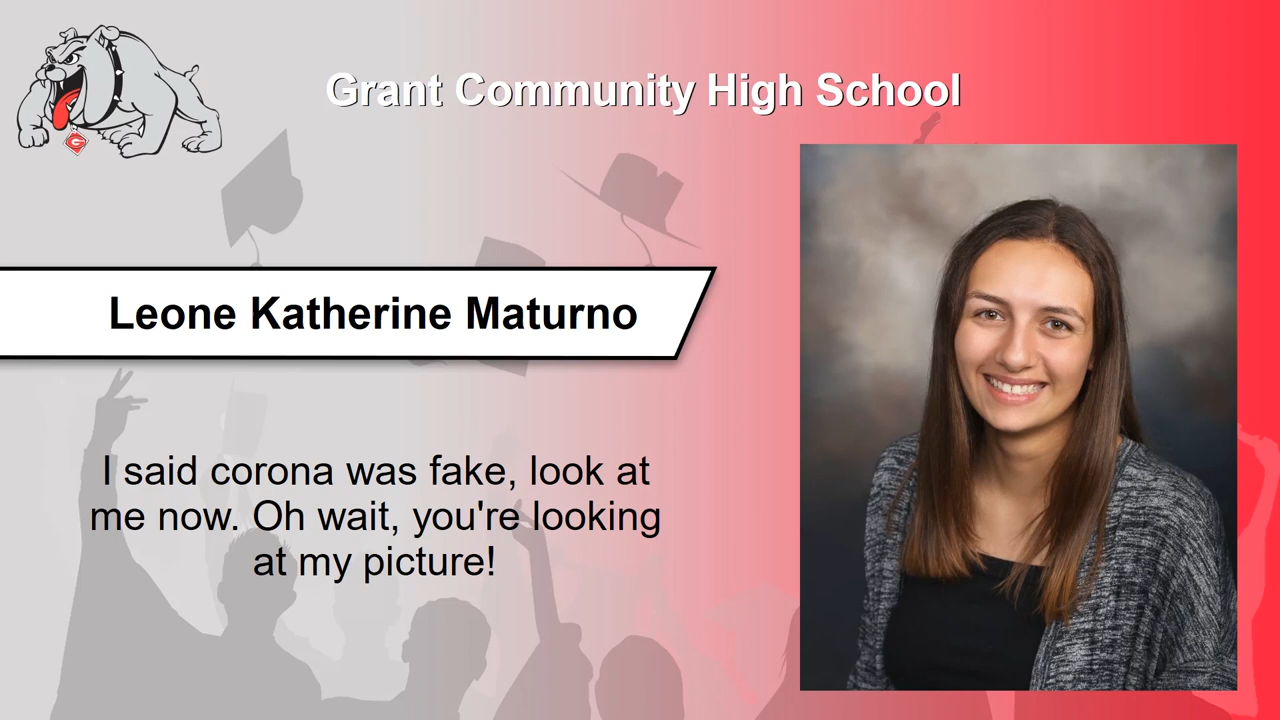 Grant Community High School
G
Leone Katherine Maturno
I said corona was fake, look at
me now. Oh wait, you're looking
at my picture!